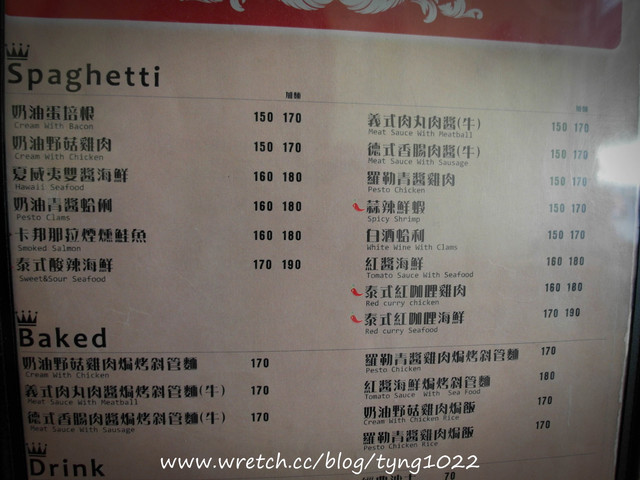 Spaghetti
加麵
奶油蛋培根 150 170
Cream With Bacon
奶油野菇雞肉 150 170
Cream With Chicken
夏威夷雙醬海鮮 160 180
Hawaii Seafood
奶油青醬蛤蜊 160 180
Pesto Clams
卡邦那拉煙燻鮭魚 160 180
Smoked Salmon
泰式酸辣海鮮 170 190
Sweet&Sour Seafood
加麵
義式肉丸肉醬(牛) 150 170
Meat Sauce With Meatball
德式香腸肉醬(牛) 150 170
Meat Sauce With Sausage
羅勒青醬雞肉 150 170
Pesto Chicken
蒜辣鮮蝦 150 170
Spicy Shrimp
白酒蛤利 150 170
White Wine With Clams
紅醬海鮮 160 180
Tomato Sauce With Seafood
泰式紅咖哩雞肉 160 180
Red curry chicken
泰式紅咖哩海鮮 170 190
Red curry Seafood
Baked
奶油野菇雞肉焗烤斜管麵 170
Cream With Chicken
義式肉丸肉醬焗烤斜管麵(牛) 170
Meat Sauce With Meatball
德式香腸肉醬焗烤斜管麵(牛) 170
Meat Sauce With Sausage
羅勒青醬雞肉焗烤斜管麵 170
Pesto Chicken
紅醬海鮮焗烤斜管麵 180
Tomato Sauce With Sea Food
奶油野菇雞肉焗飯 170
Cream With Chicken Rice
羅勒青醬雞肉焗飯 170
Pesto Chicken Rice
Drink
www.wretch.cc/blog/tyng1022